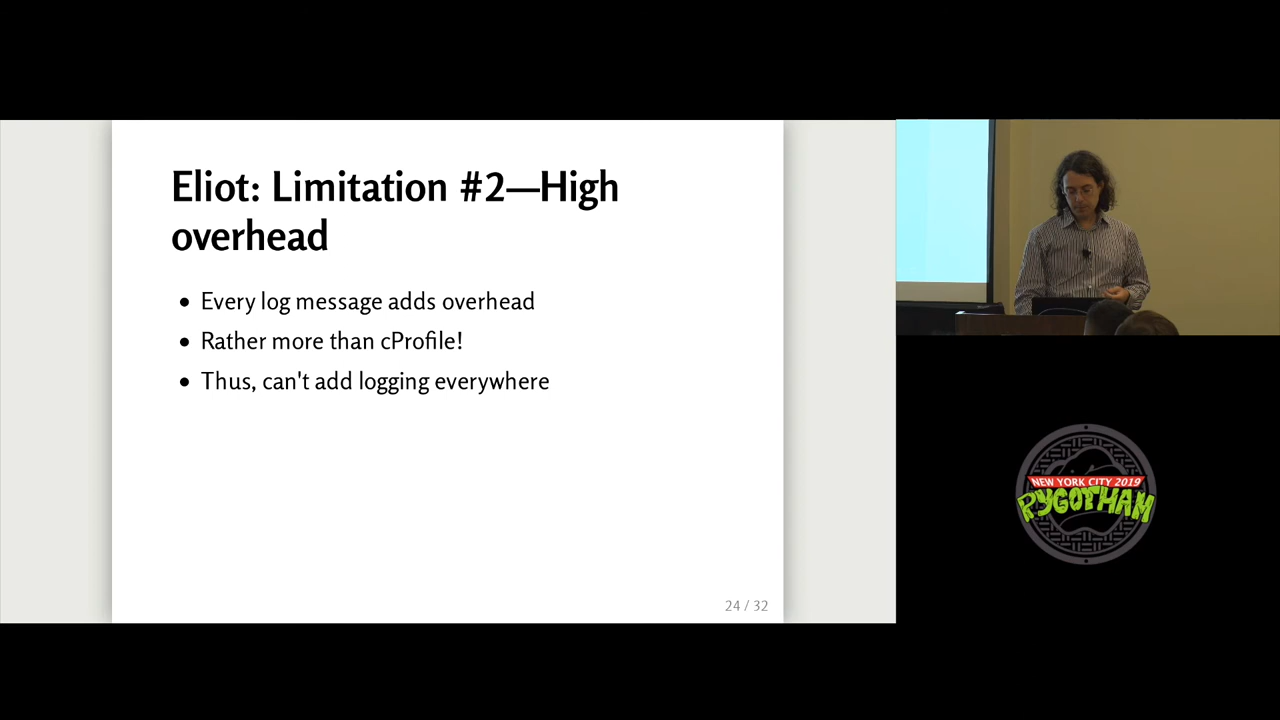 Eliot: Limitation #2—High
overhead
• Every log message adds overhead
• Rather more than cProfile!
• Thus, can't add logging everywhere
24 / 32
NEW YORK CITY 2019
PYGOTHAM